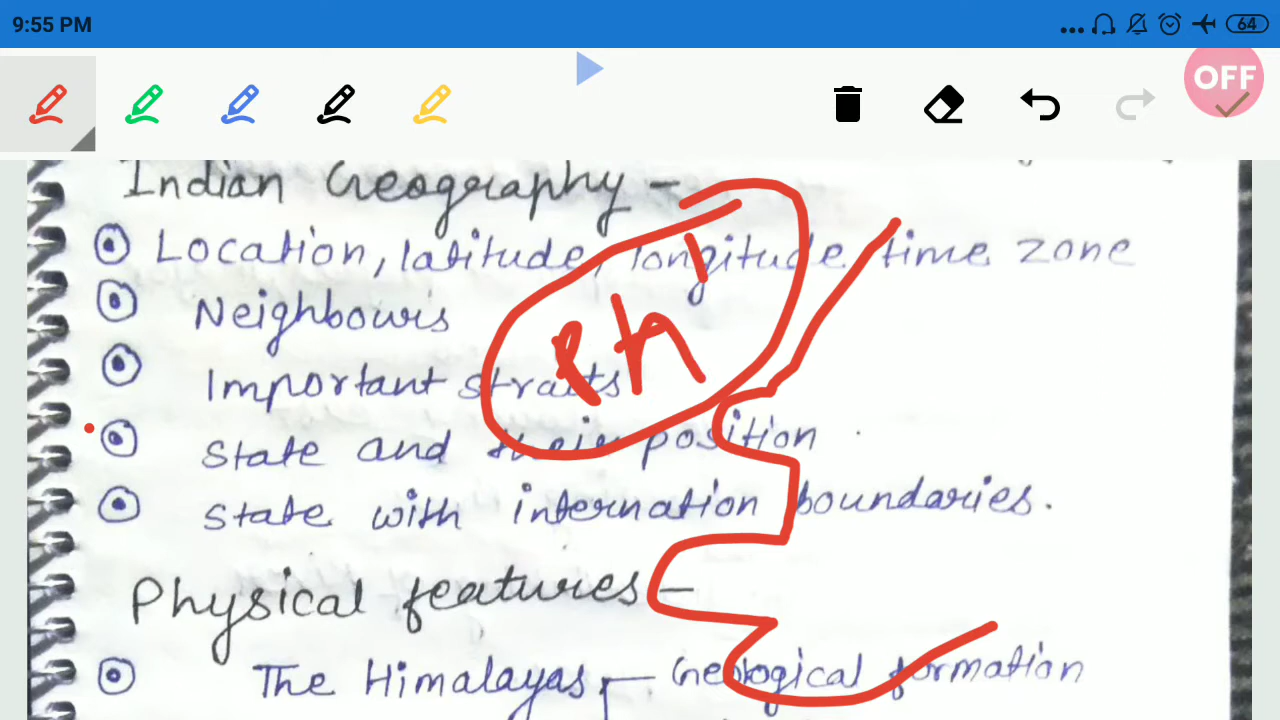 9:55 PM
64
OFF
Indian Geography -
Location, latitude, longitude, time zone
Neighbours
Important straits
State and their position
State with internation boundaries.
Physical features -
The Himalayas - Geological formation